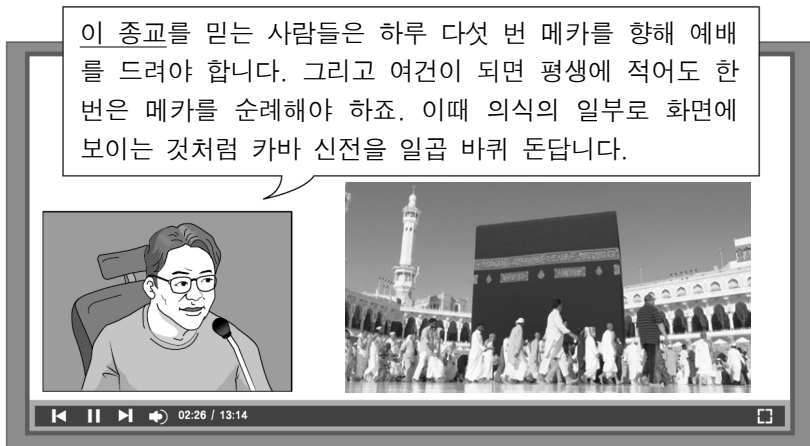 이 종교를 믿는 사람들은 하루 다섯 번 메카를 향해 예배
를 드려야 합니다. 그리고 여건이 되면 평생에 적어도 한
번은 메카를 순례해야 하죠. 이때 의식의 일부로 화면에
보이는 것처럼 카바 신전을 일곱 바퀴 돈답니다.
02:26 / 13:14